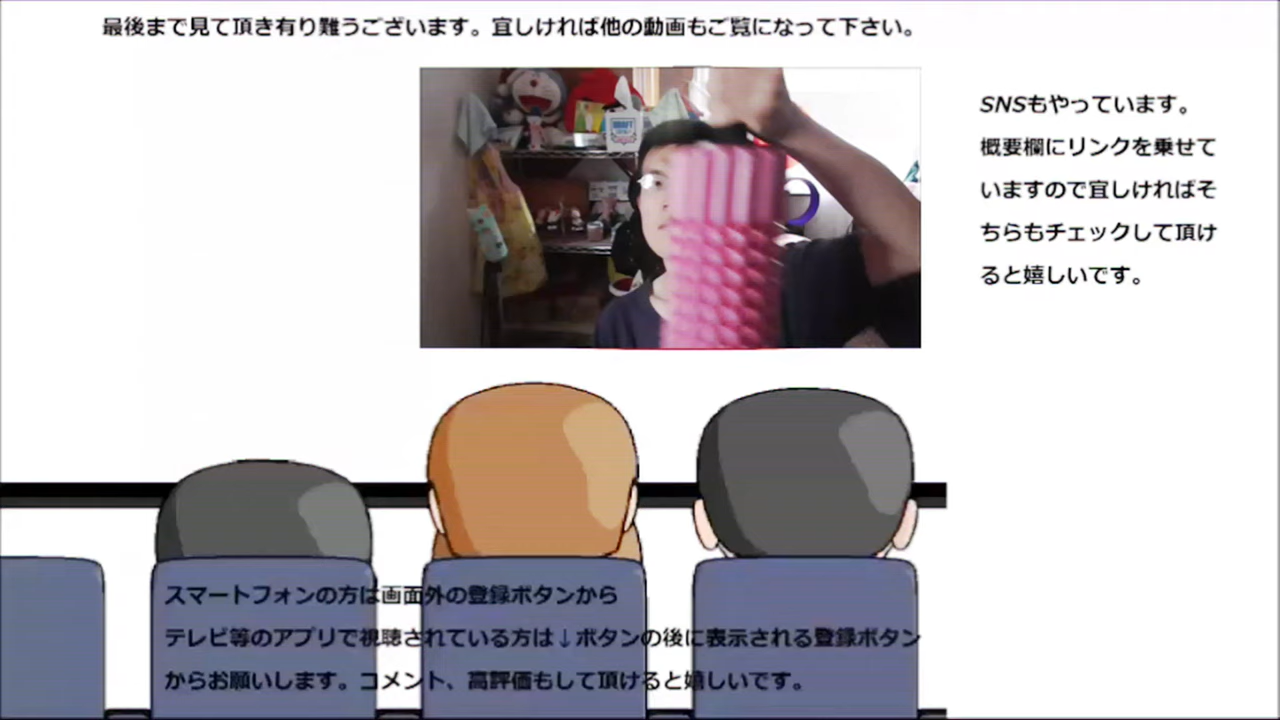 最後まで見て頂き有り難うございます。宜しければ他の動画もご覧になって下さい。
SNSもやっています。
概要欄にリンクを乗せて
いますので宜しければそ
ちらもチェックして頂け
ると嬉しいです。
スマートフォンの方は画面外の登録ボタンから
テレビ等のアプリで視聴されている方は↓ボタンの後に表示される登録ボタン
からお願いします。コメント、高評価もして頂けると嬉しいです。